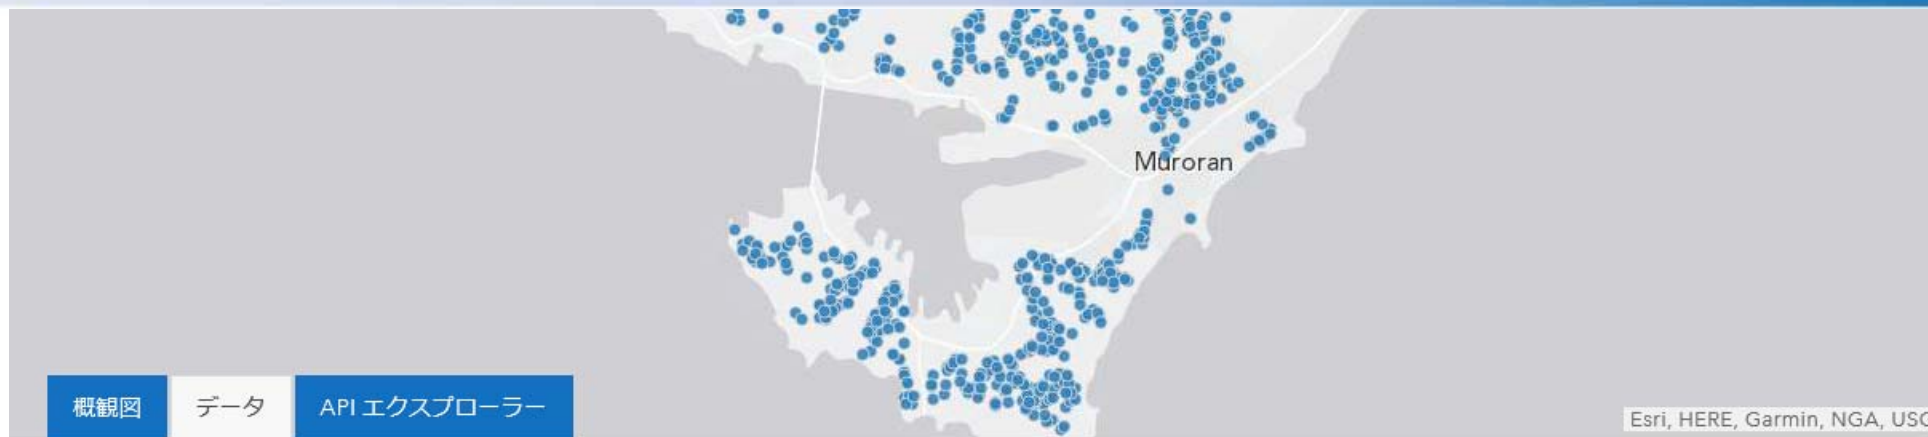 Muroran
概観図
データ
API エクスプローラー
Esri, HERE, Garmin, NGA, USG